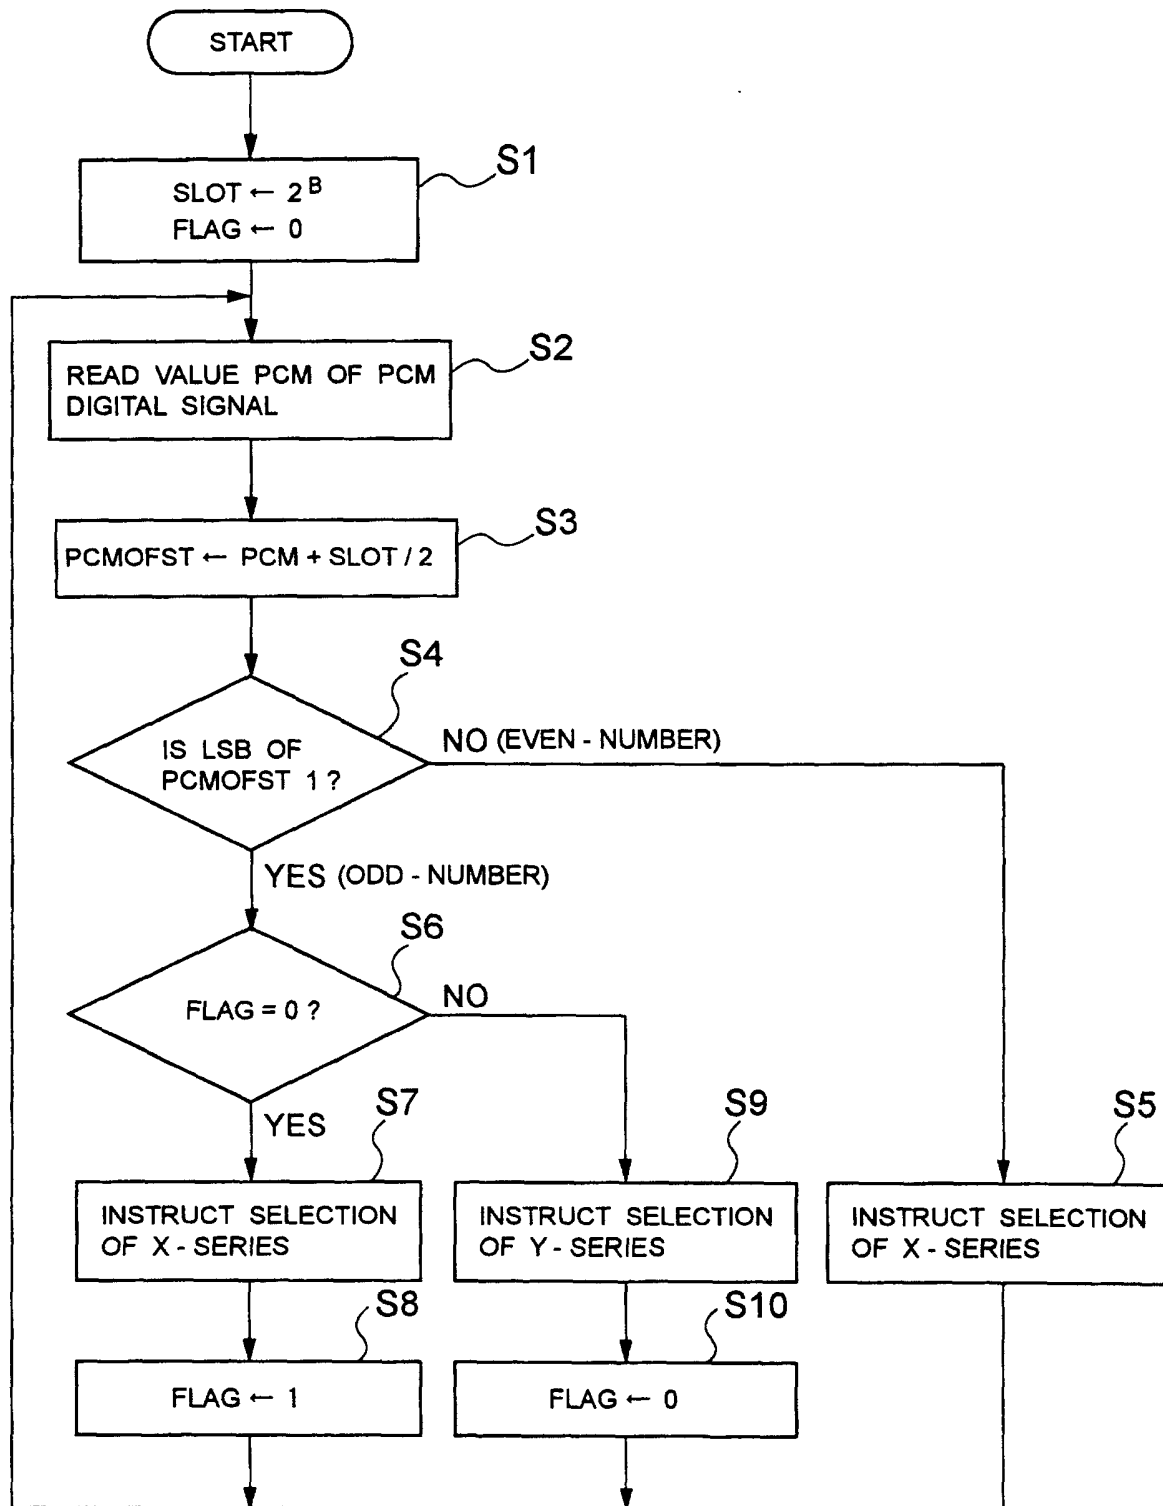 START
S1
SLOT ← 2^B
FLAG ← 0
S2
READ VALUE PCM OF PCM
DIGITAL SIGNAL
S3
PCMOFST ← PCM + SLOT / 2
S4
IS LSB OF
PCMOFST 1 ?
NO (EVEN - NUMBER)
YES (ODD - NUMBER)
S6
FLAG = 0 ?
NO
YES
S7
INSTRUCT SELECTION
OF X - SERIES
S9
INSTRUCT SELECTION
OF Y - SERIES
S5
INSTRUCT SELECTION
OF X - SERIES
S8
FLAG ← 1
S10
FLAG ← 0